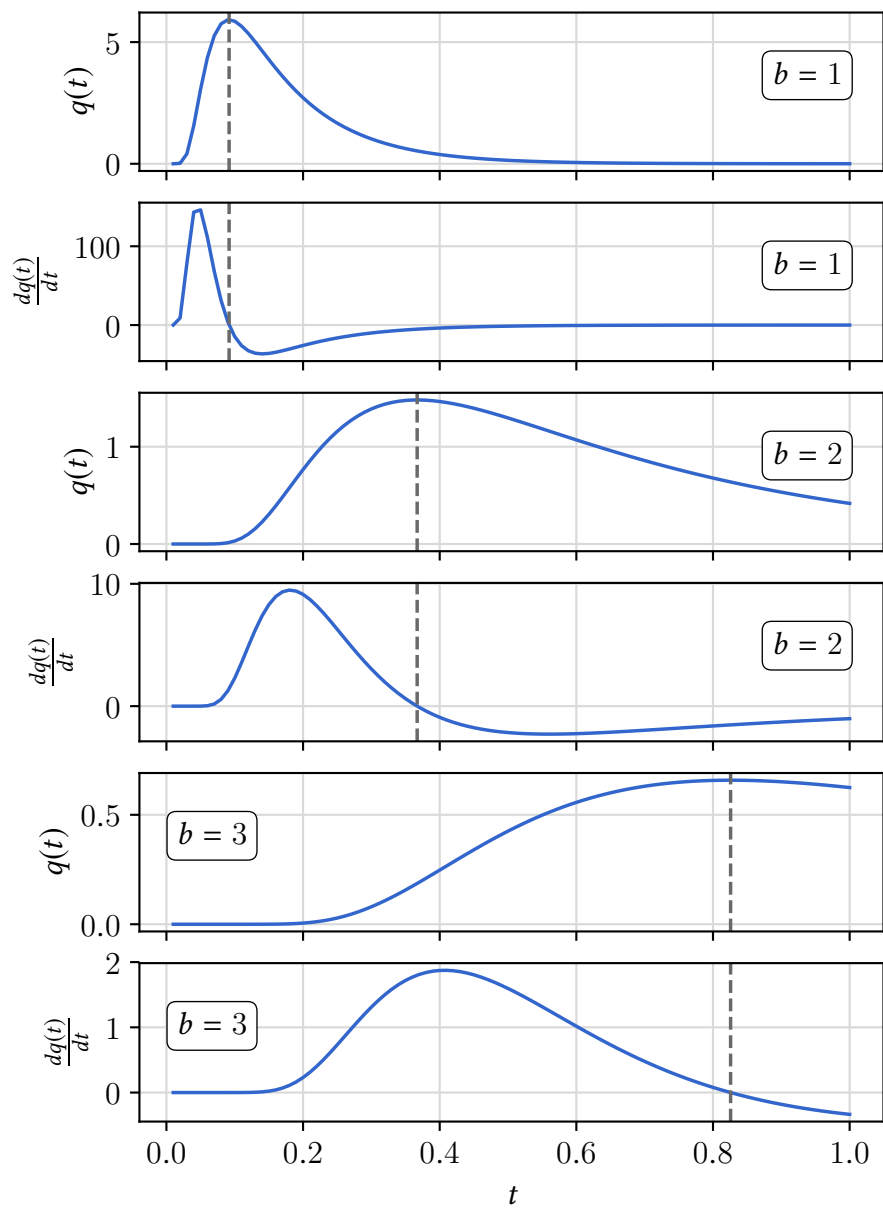 5
0
q(t)
b = 1
100
0
dq(t)/dt
b = 1
1
0
q(t)
b = 2
10
0
dq(t)/dt
b = 2
0.5
0.0
q(t)
b = 3
2
1
0
dq(t)/dt
b = 3
0.0 0.2 0.4 0.6 0.8 1.0
t